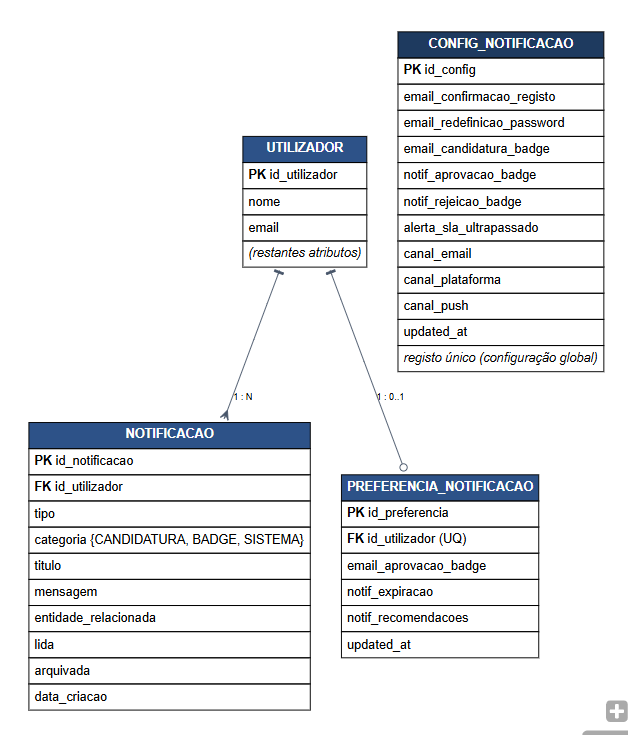 CONFIG_NOTIFICACAO
PK id_config
email_confirmacao_registo
email_redefinicao_password
email_candidatura_badge
notif_aprovacao_badge
notif_rejeicao_badge
alerta_sla_ultrapassado
canal_email
canal_plataforma
canal_push
updated_at
registo único (configuração global)
UTILIZADOR
PK id_utilizador
nome
email
(restantes atributos)
1 : N
1 : 0..1
NOTIFICACAO
PK id_notificacao
FK id_utilizador
tipo
categoria {CANDIDATURA, BADGE, SISTEMA}
titulo
mensagem
entidade_relacionada
lida
arquivada
data_criacao
PREFERENCIA_NOTIFICACAO
PK id_preferencia
FK id_utilizador (UQ)
email_aprovacao_badge
notif_expiracao
notif_recomendacoes
updated_at